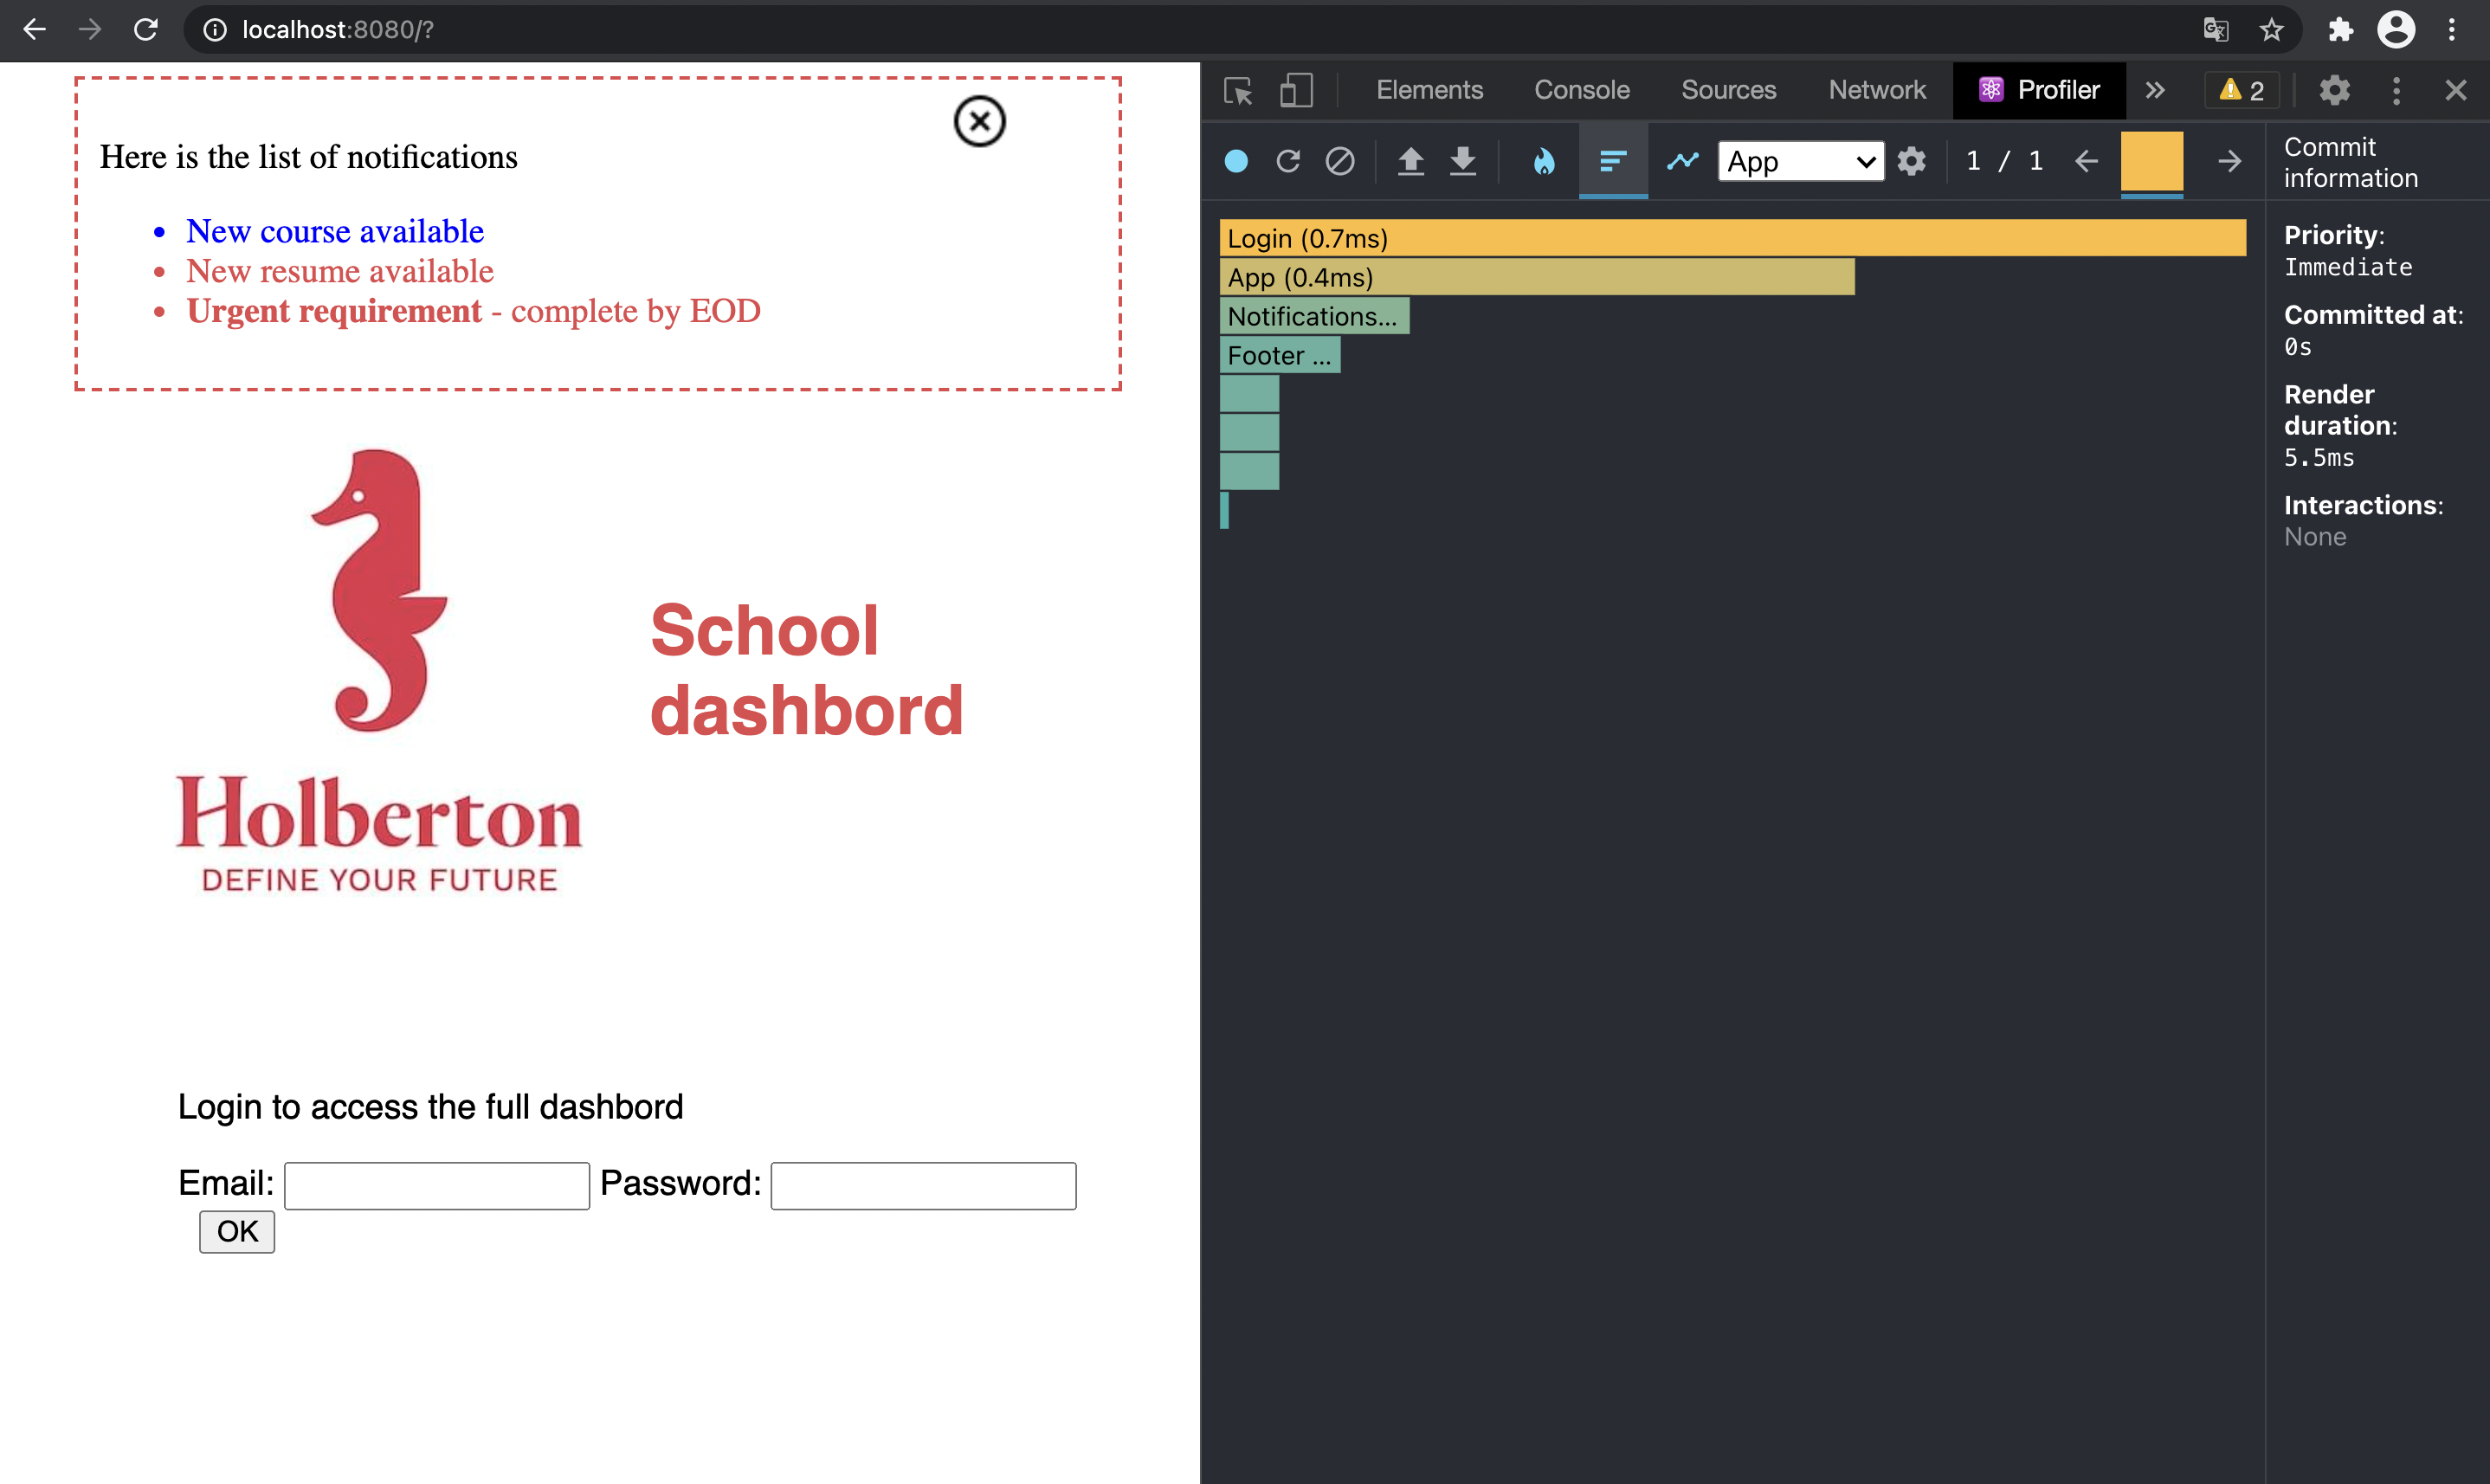 localhost:8080/?
Here is the list of notifications
New course available
New resume available
Urgent requirement - complete by EOD
Holberton
DEFINE YOUR FUTURE
School
dashbord
Login to access the full dashbord
Email: Password:
OK
Elements Console Sources Network Profiler 2
App 1 / 1
Login (0.7ms)
App (0.4ms)
Notifications...
Footer ...
Commit
information
Priority:
Immediate
Committed at:
0s
Render
duration:
5.5ms
Interactions:
None